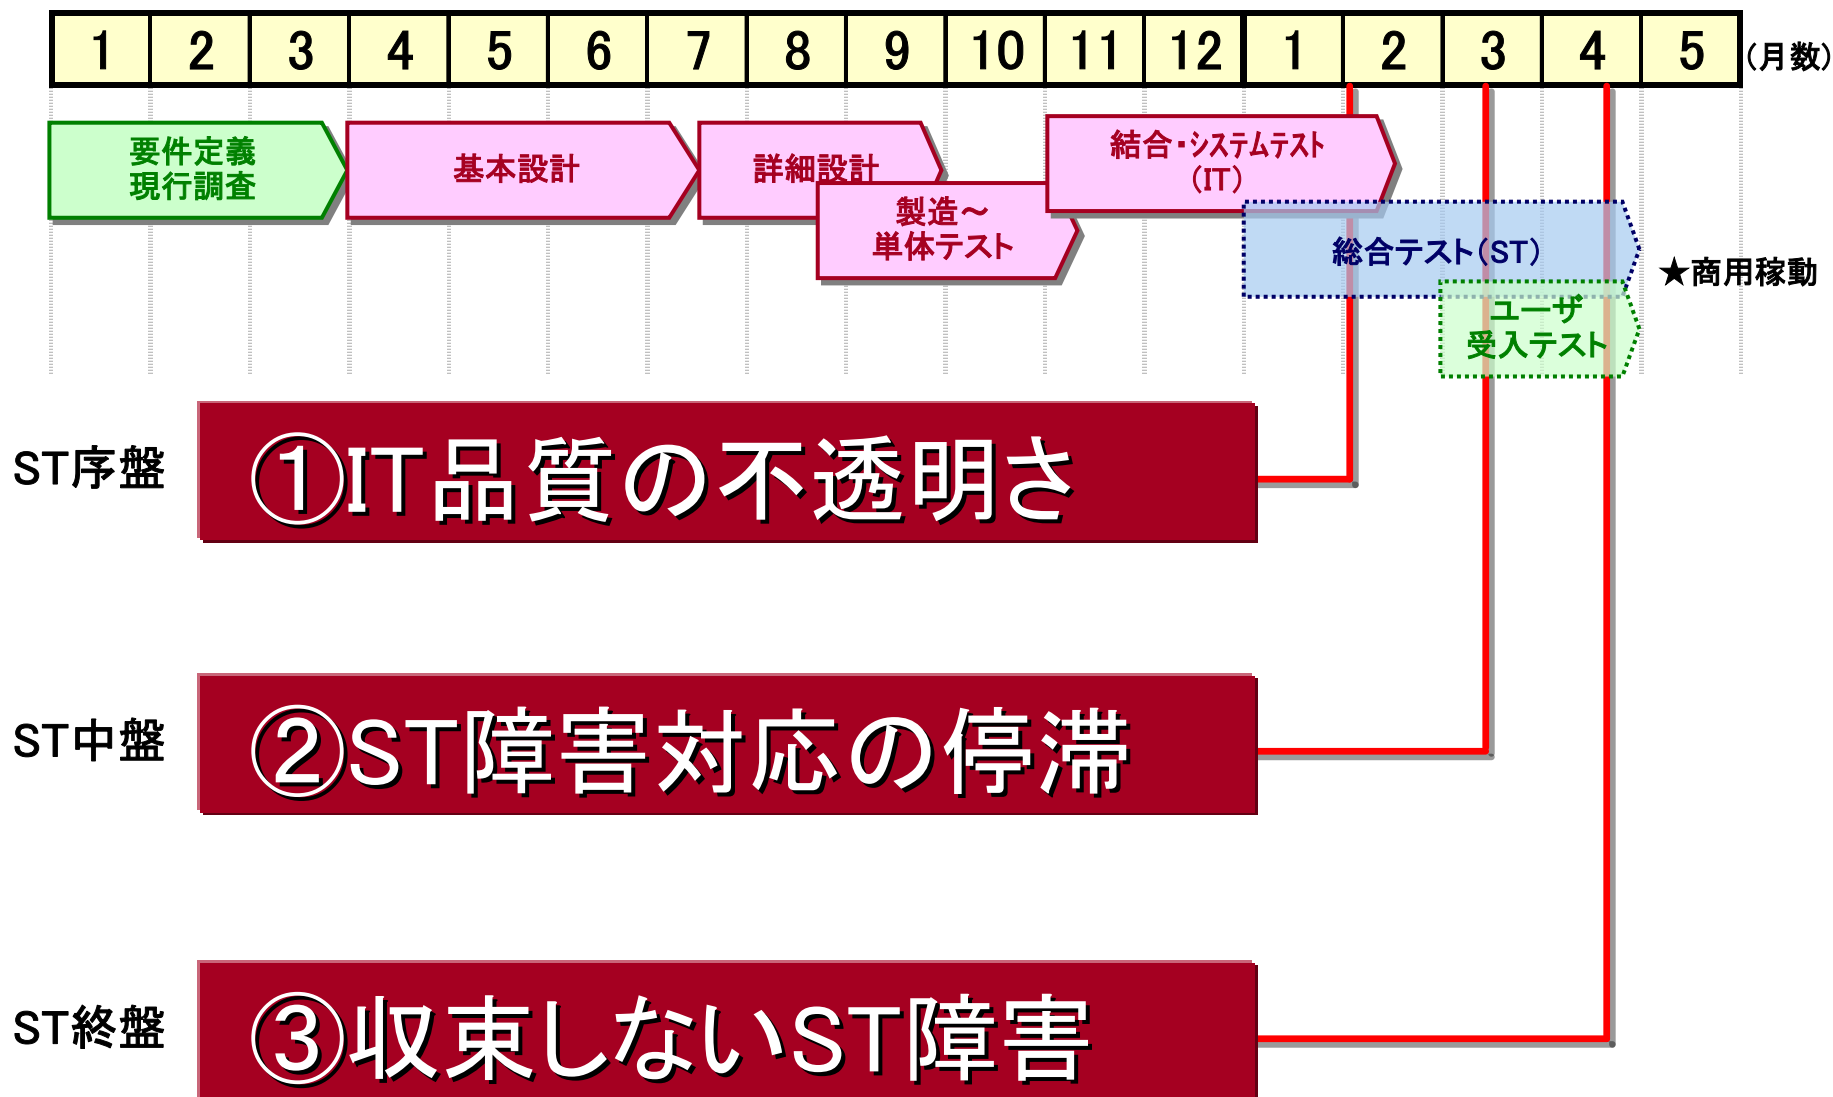 1 2 3 4 5 6 7 8 9 10 11 12 1 2 3 4 5 (月数)
要件定義
現行調査
基本設計
詳細設計
製造～
単体テスト
結合・システムテスト
(IT)
総合テスト(ST)
ユーザ
受入テスト
★商用稼動
ST序盤
①IT品質の不透明さ
ST中盤
②ST障害対応の停滞
ST終盤
③収束しないST障害